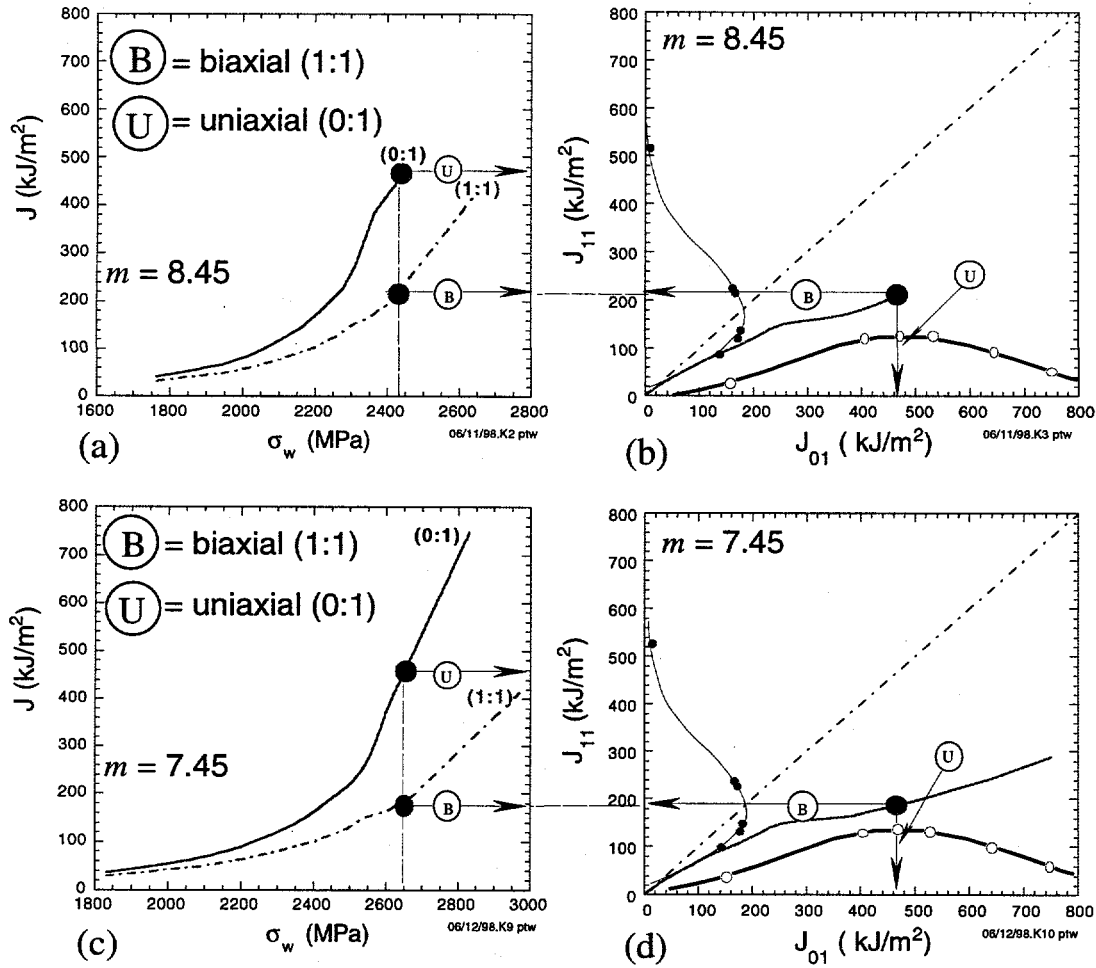 800
700
600
500
400
300
200
100
0
J (kJ/m²)
B = biaxial (1:1)
U = uniaxial (0:1)
(0:1)
U
(1:1)
m = 8.45
B
1600 1800 2000 2200 2400 2600 2800
σw (MPa)
06/11/98.K2 ptw
(a)
800
700
600
500
400
300
200
100
0
J11 (kJ/m²)
m = 8.45
U
B
0 100 200 300 400 500 600 700 800
J01 ( kJ/m²)
06/11/98.K3 ptw
(b)
800
700
600
500
400
300
200
100
0
J (kJ/m²)
B = biaxial (1:1)
(0:1)
U = uniaxial (0:1)
U
(1:1)
m = 7.45
B
1800 2000 2200 2400 2600 2800 3000
σw (MPa)
06/12/98.K9 ptw
(c)
800
700
600
500
400
300
200
100
0
J11 (kJ/m²)
m = 7.45
U
B
0 100 200 300 400 500 600 700 800
J01 ( kJ/m²)
06/12/98.K10 ptw
(d)